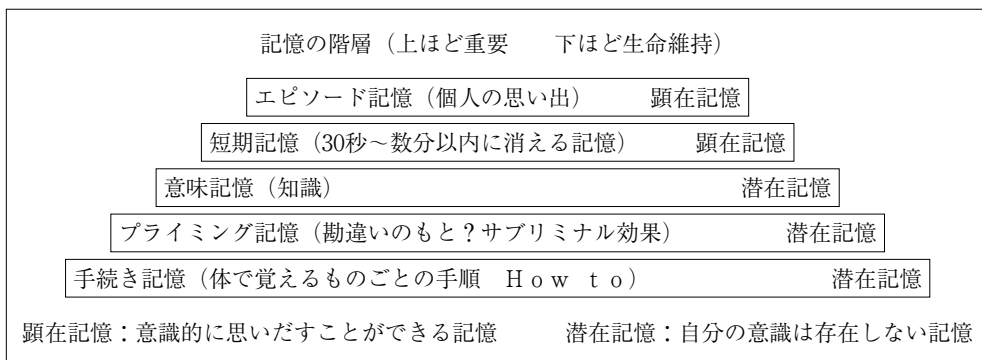 記憶の階層（上ほど重要　　下ほど生命維持）
エピソード記憶（個人の思い出）　　　顕在記憶
短期記憶（30秒～数分以内に消える記憶）　　　顕在記憶
意味記憶（知識）　　　潜在記憶
プライミング記憶（勘違いのもと？サブリミナル効果）　　　潜在記憶
手続き記憶（体で覚えるものごとの手順　Ｈｏｗ　ｔｏ）　　　潜在記憶
顕在記憶：意識的に思いだすことができる記憶　　　潜在記憶：自分の意識は存在しない記憶